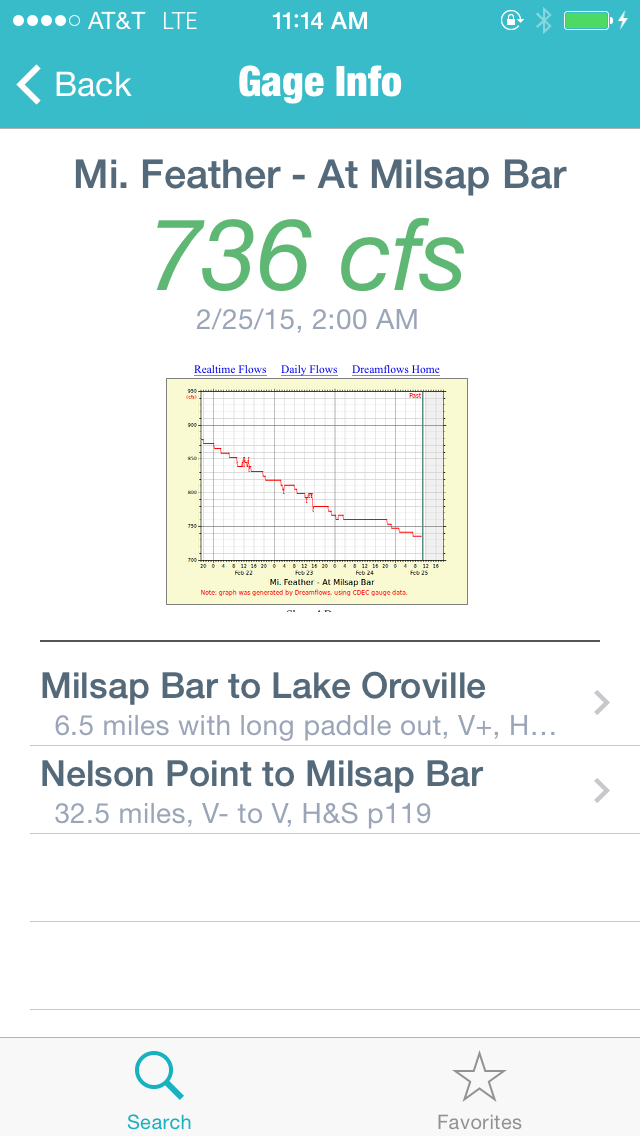 AT&T LTE 11:14 AM
Back Gage Info
Mi. Feather - At Milsap Bar
736 cfs
2/25/15, 2:00 AM
Realtime Flows Daily Flows Dreamflows Home
950
(cfs)
Past
900
850
800
750
700
20 0 4 8 12 16 20 0 4 8 12 16 20 0 4 8 12 16 20 0 4 8 12 16
Feb 22 Feb 23 Feb 24 Feb 25
Mi. Feather - At Milsap Bar
Note: graph was generated by Dreamflows, using CDEC gauge data.
Milsap Bar to Lake Oroville
6.5 miles with long paddle out, V+, H...
Nelson Point to Milsap Bar
32.5 miles, V- to V, H&S p119
Search Favorites